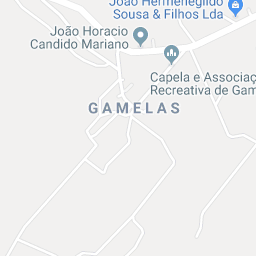 João Hermenegildo
Sousa & Filhos Lda
João Horacio
Candido Mariano
Capela e Associaç
Recreativa de Gam
GAMELAS